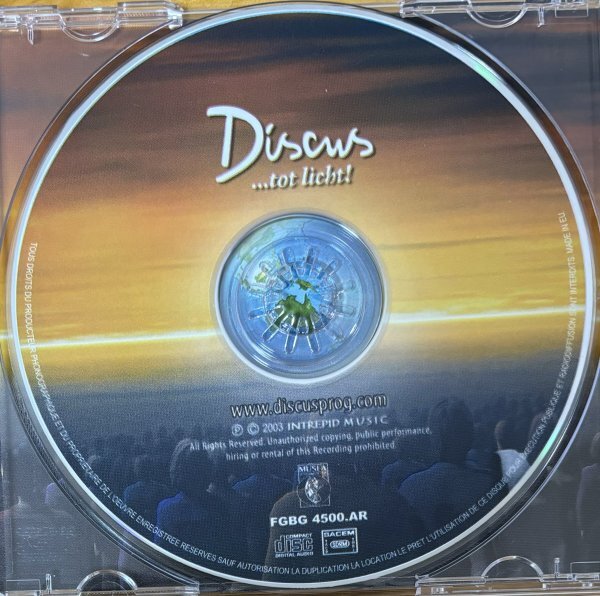 Discus
...tot licht!
www.discusprog.com
Ⓟ © 2003 INTREPID MUSIC
All Rights Reserved. Unauthorized copying, public performance,
hiring or rental of this Recording prohibited.
MUSEA
FGBG 4500.AR
COMPACT
disc
DIGITAL AUDIO
SACEM
TOUS DROITS DU PRODUCTEUR PHONOGRAPHIQUE ET DU PROPRIETAIRE DE L'OEUVRE ENREGISTREE RESERVES SAUF AUTORISATION LA DUPLICATION LA LOCATION LE PRET L'UTILISATION DE CE DISQUE POUR EXECUTION PUBLIQUE ET RADIODIFFUSION SONT INTERDITS. MADE IN EU.